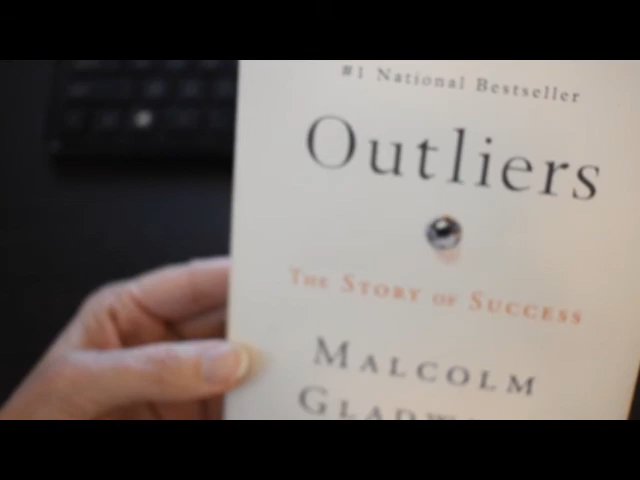 #1 National Bestseller
Outliers
THE STORY OF SUCCESS
MALCOLM